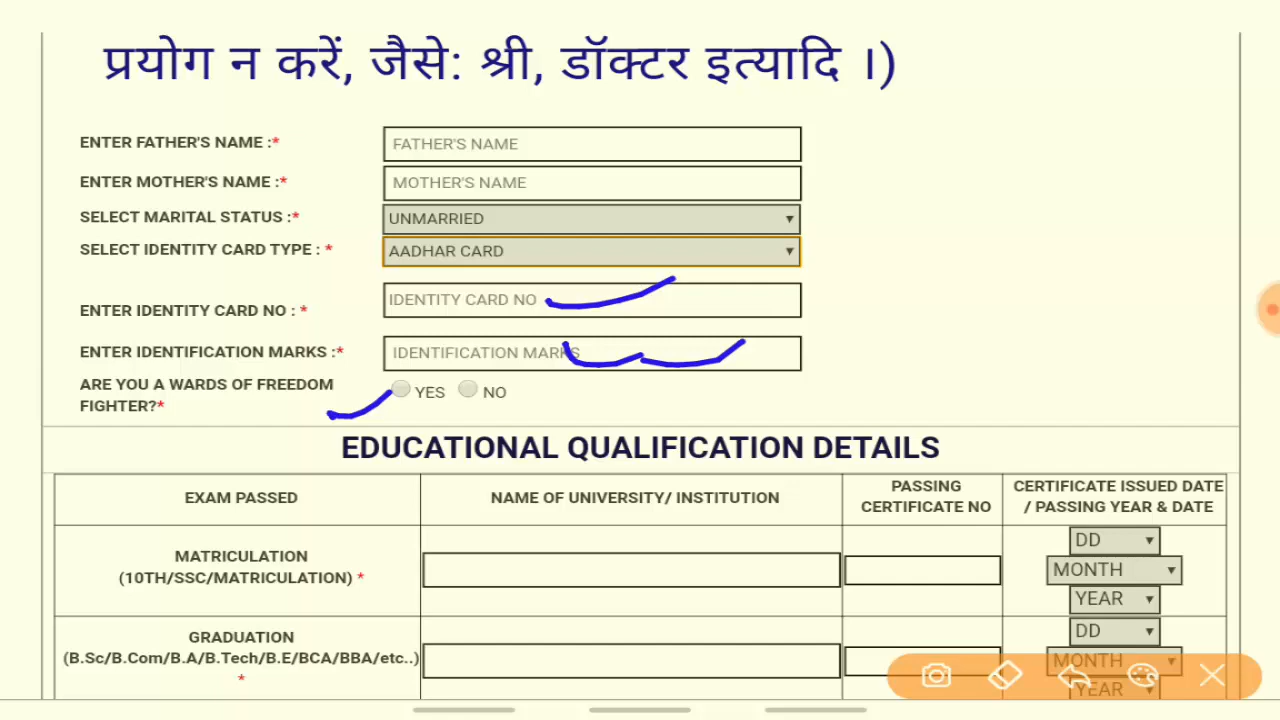 प्रयोग न करें, जैसे: श्री, डॉक्टर इत्यादि ।)
ENTER FATHER'S NAME :*
FATHER'S NAME
ENTER MOTHER'S NAME :*
MOTHER'S NAME
SELECT MARITAL STATUS :*
UNMARRIED
SELECT IDENTITY CARD TYPE : *
AADHAR CARD
ENTER IDENTITY CARD NO : *
IDENTITY CARD NO
ENTER IDENTIFICATION MARKS :*
IDENTIFICATION MARKS
ARE YOU A WARDS OF FREEDOM
FIGHTER?*
YES NO
EDUCATIONAL QUALIFICATION DETAILS
EXAM PASSED
NAME OF UNIVERSITY/ INSTITUTION
PASSING
CERTIFICATE NO
CERTIFICATE ISSUED DATE
/ PASSING YEAR & DATE
MATRICULATION
(10TH/SSC/MATRICULATION) *
DD
MONTH
YEAR
GRADUATION
(B.Sc/B.Com/B.A/B.Tech/B.E/BCA/BBA/etc..)
*
DD
MONTH
YEAR